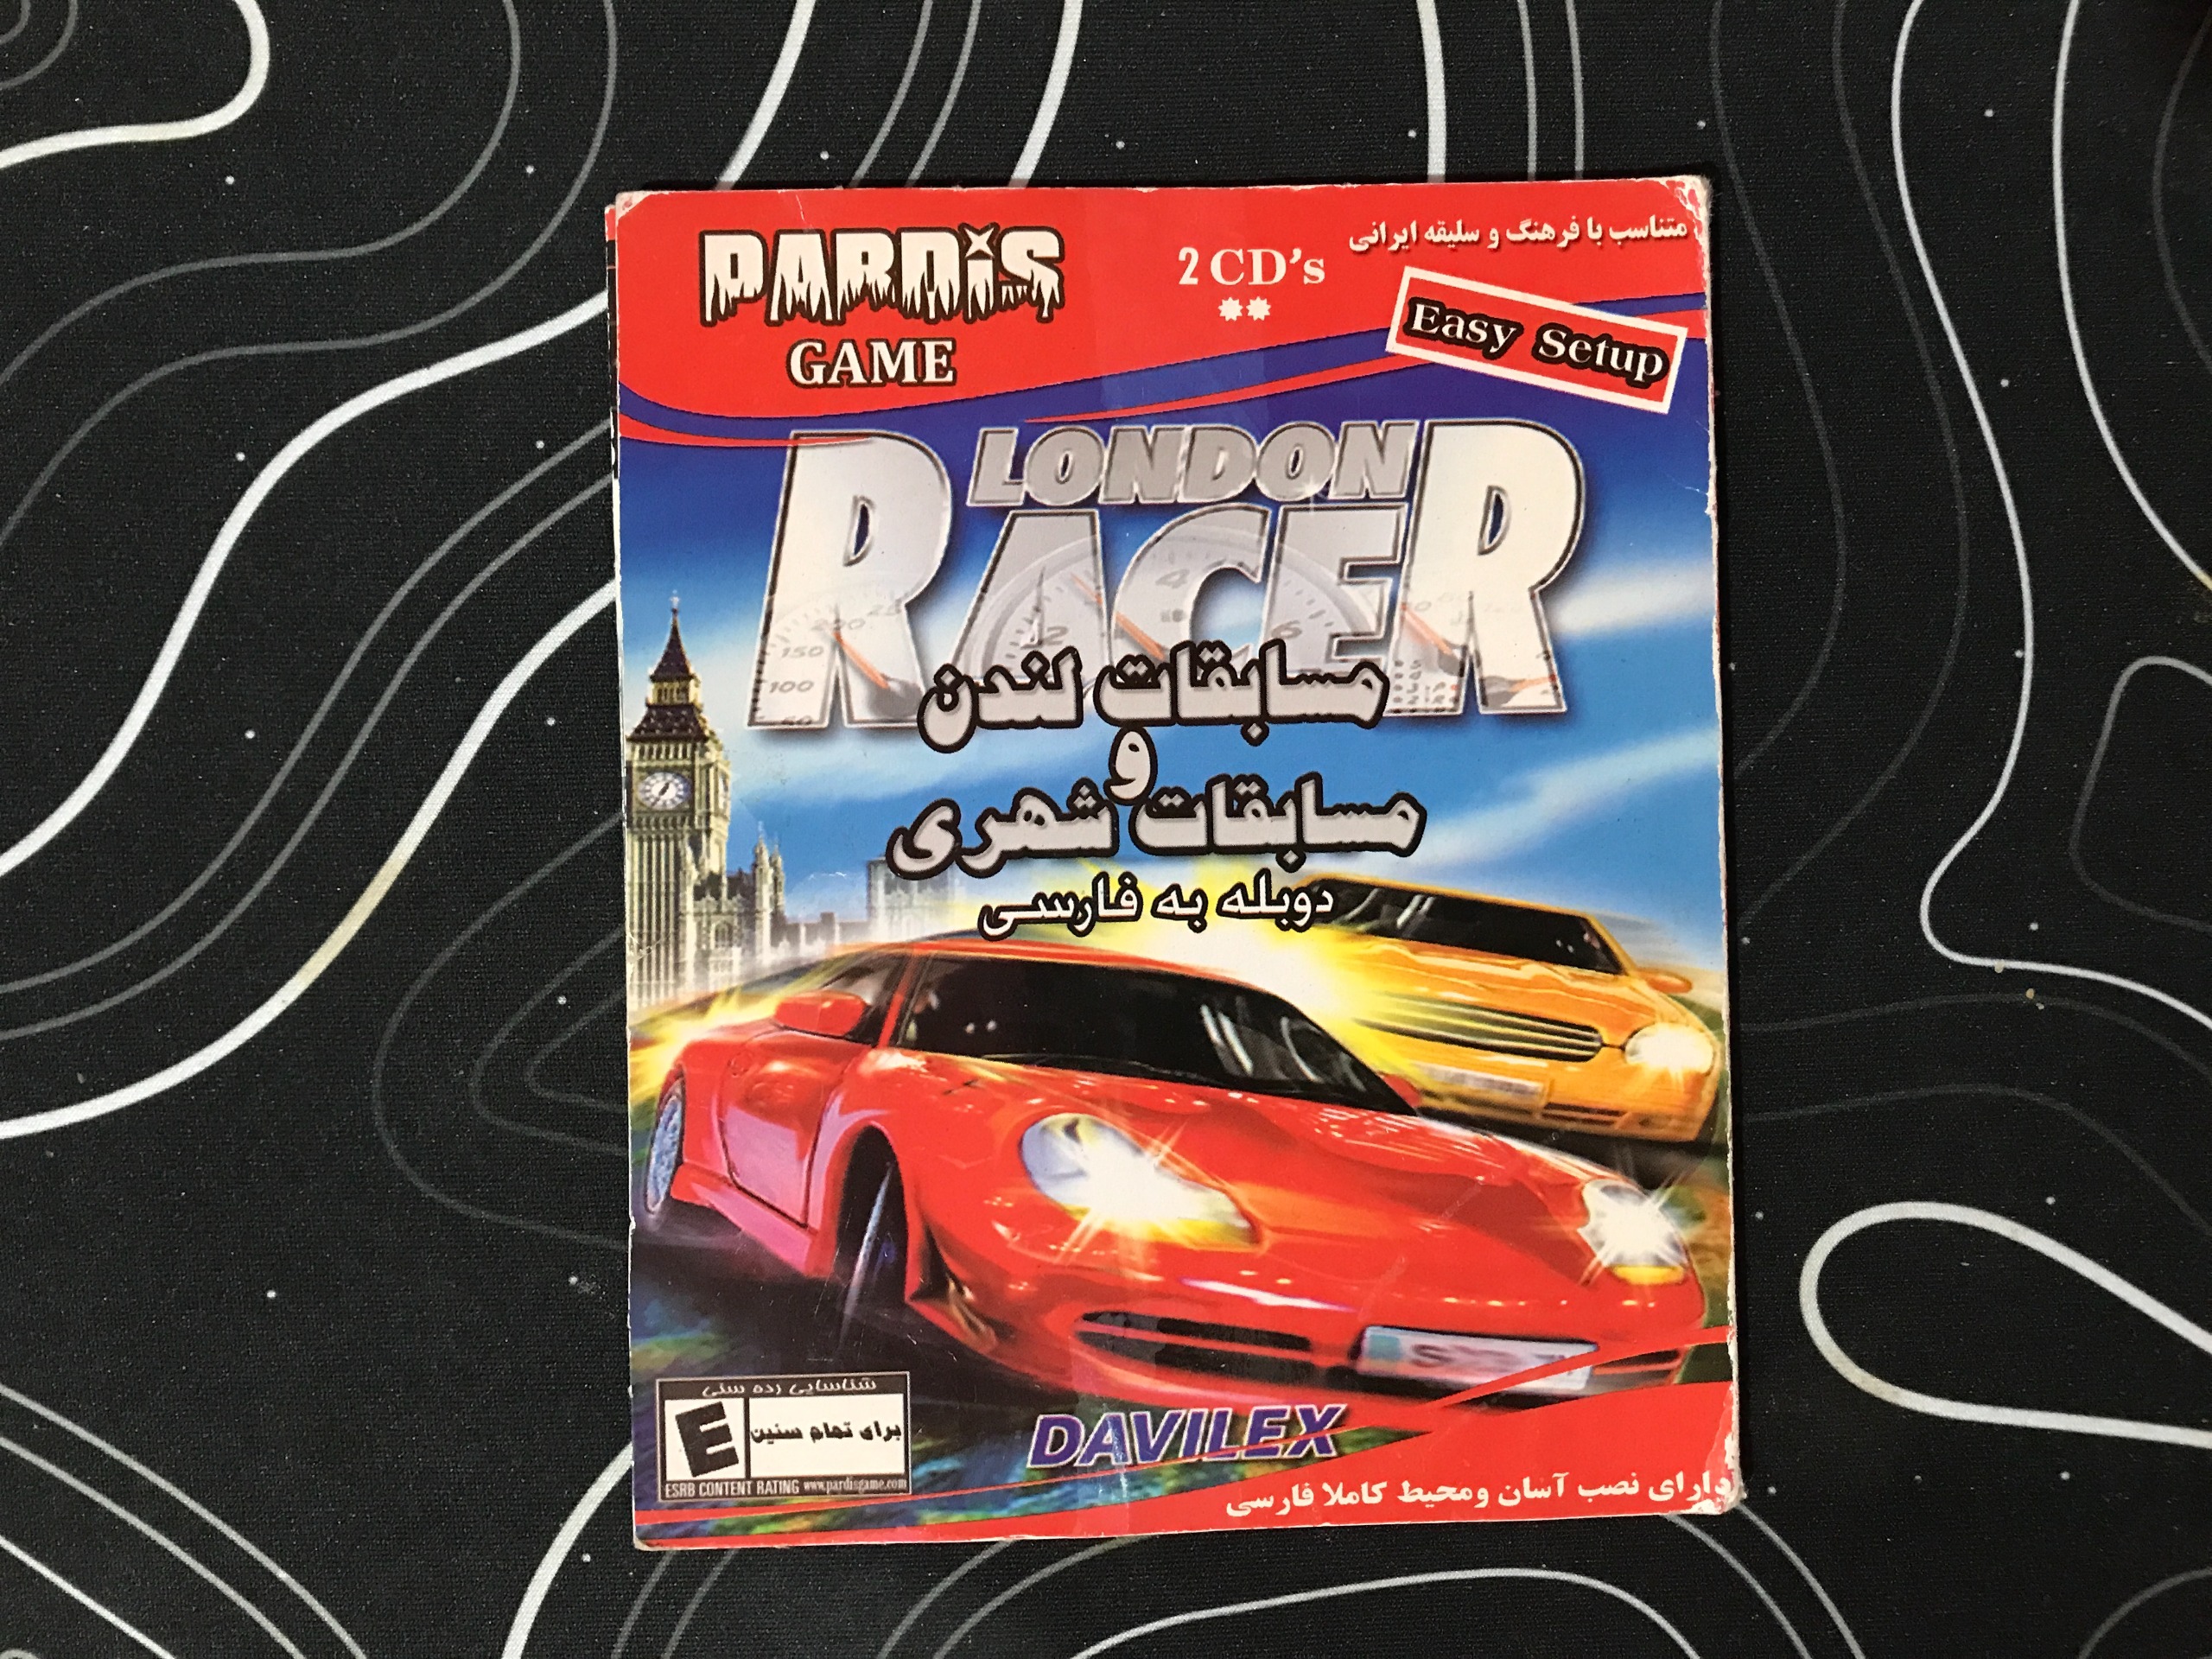 PARDIS
GAME
2 CD's
متناسب با فرهنگ و سلیقه ایرانی
Easy Setup
LONDON
RACER
مسابقات لندن
و
مسابقات شهری
دوبله به فارسی
شناسایی رده سنی
E
برای تمام سنین
ESRB CONTENT RATING www.pardisgame.com
DAVILEX
دارای نصب آسان ومحیط کاملا فارسی